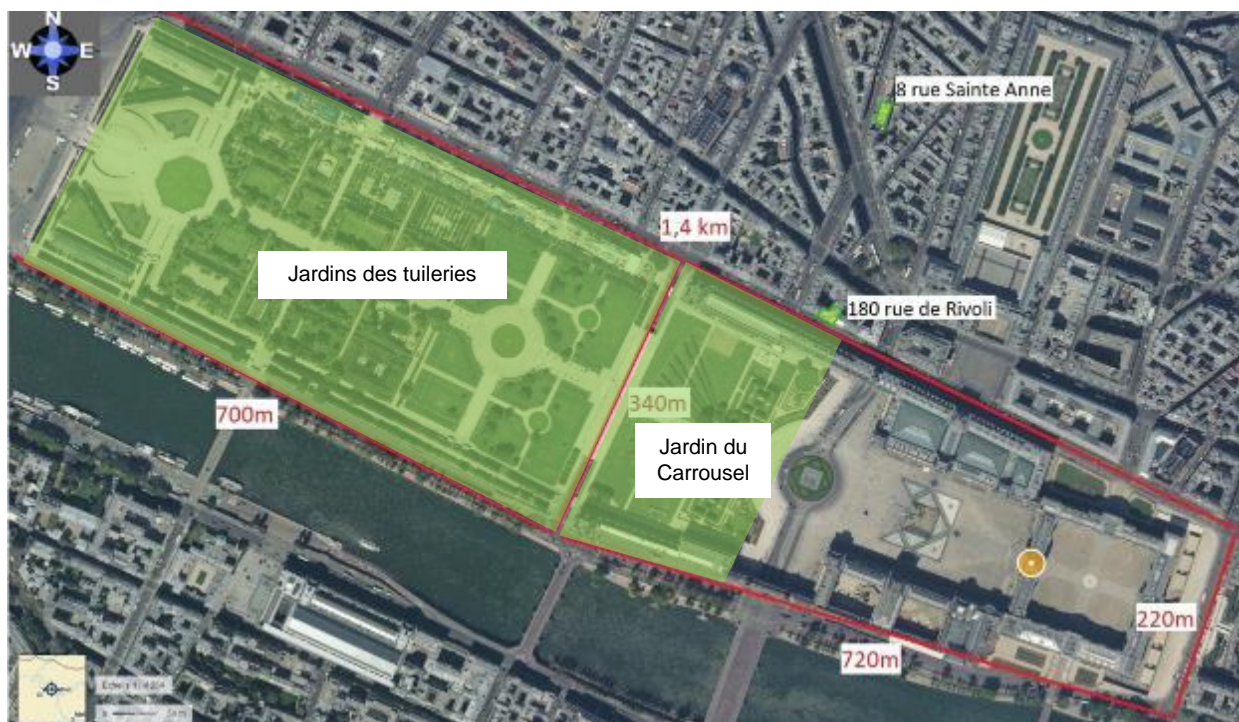 N
W E
S
8 rue Sainte Anne
1,4 km
Jardins des tuileries
180 rue de Rivoli
340m
700m
Jardin du
Carrousel
220m
720m